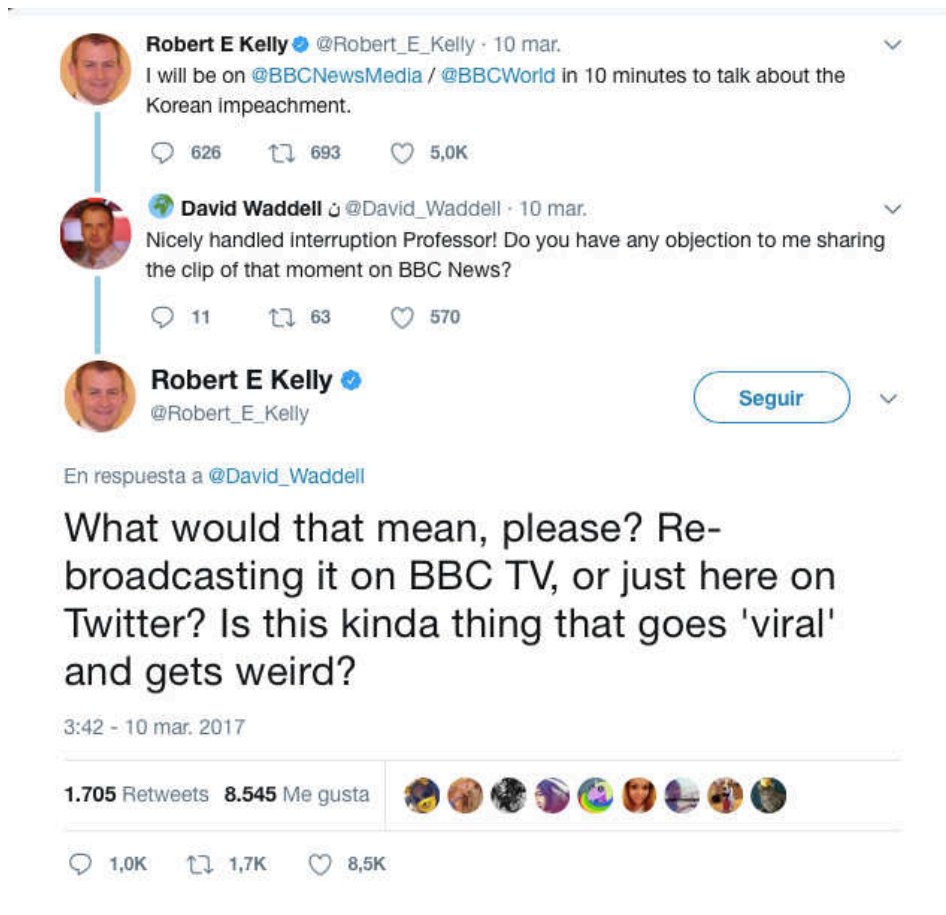 Robert E Kelly @Robert_E_Kelly · 10 mar.
I will be on @BBCNewsMedia / @BBCWorld in 10 minutes to talk about the
Korean impeachment.
626 693 5,0K
David Waddell ن @David_Waddell · 10 mar.
Nicely handled interruption Professor! Do you have any objection to me sharing
the clip of that moment on BBC News?
11 63 570
Robert E Kelly
@Robert_E_Kelly
Seguir
En respuesta a @David_Waddell
What would that mean, please? Re-
broadcasting it on BBC TV, or just here on
Twitter? Is this kinda thing that goes 'viral'
and gets weird?
3:42 - 10 mar. 2017
1.705 Retweets 8.545 Me gusta
1,0K 1,7K 8,5K